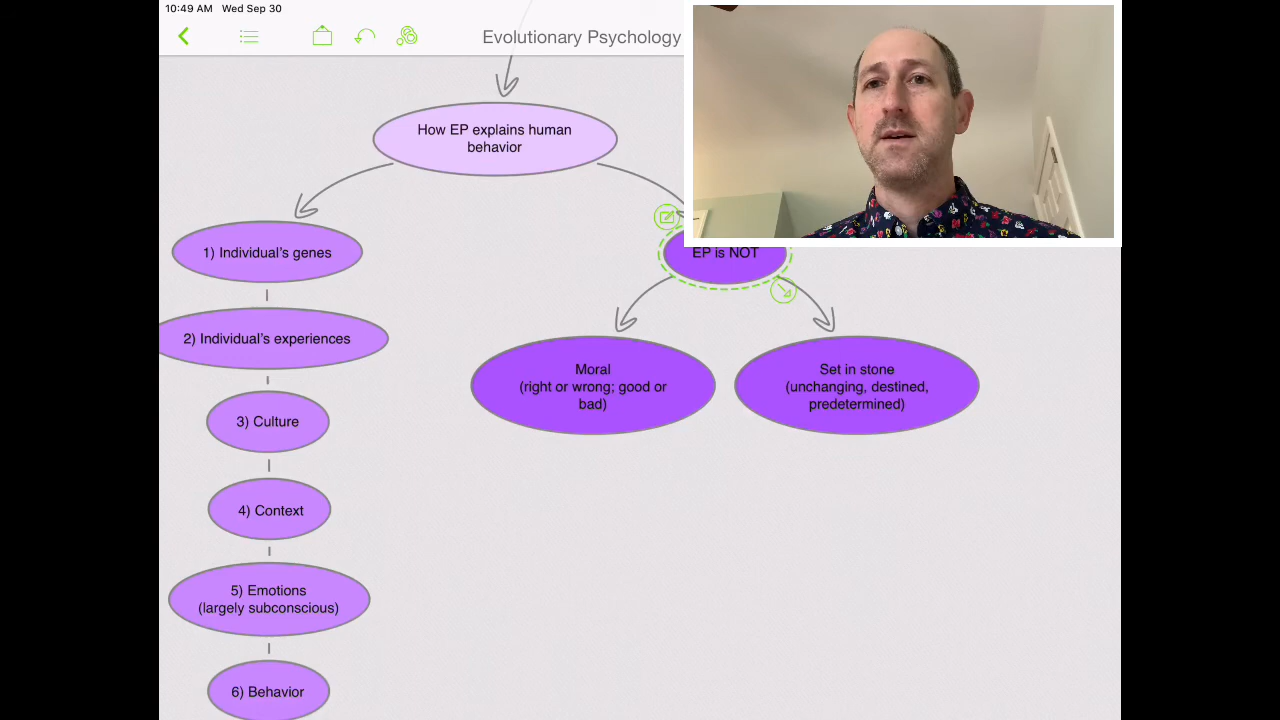 10:49 AM Wed Sep 30
Evolutionary Psychology
How EP explains human
behavior
1) Individual's genes
2) Individual's experiences
3) Culture
4) Context
5) Emotions
(largely subconscious)
6) Behavior
EP is NOT
Moral
(right or wrong; good or
bad)
Set in stone
(unchanging, destined,
predetermined)